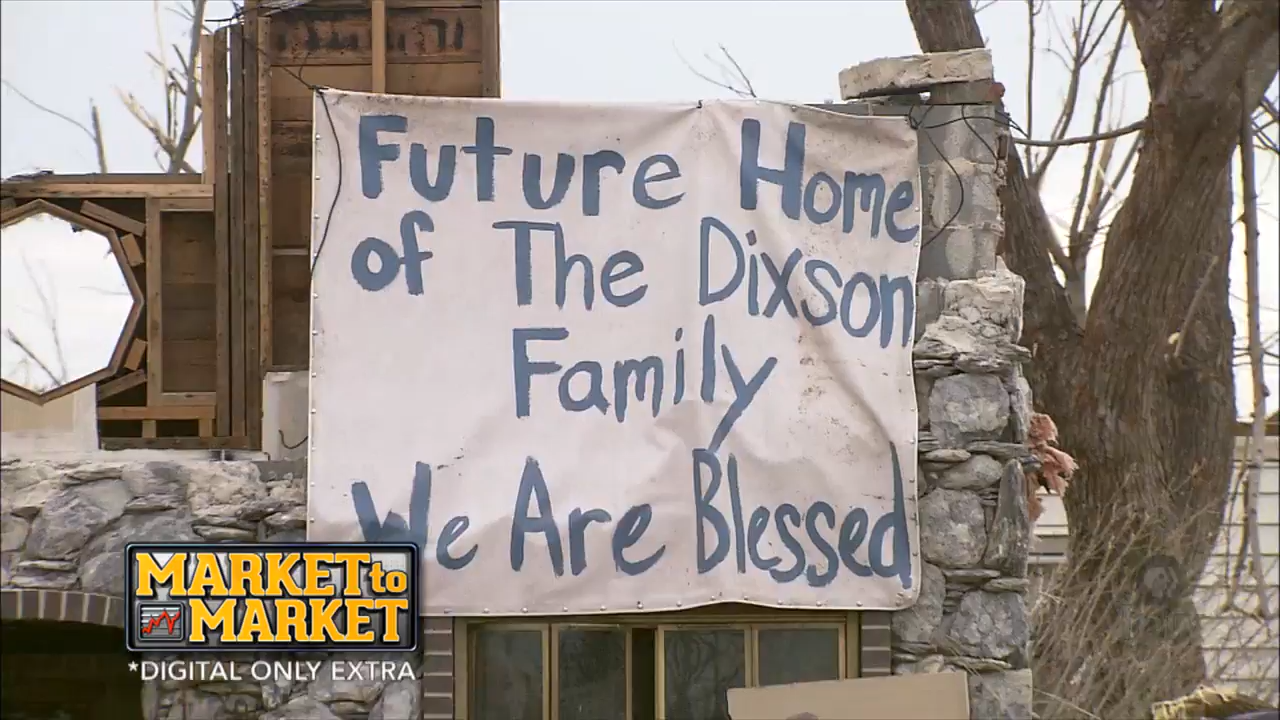 Future Home
of The Dixson
Family
We Are Blessed
MARKET to
MARKET
*DIGITAL ONLY EXTRA